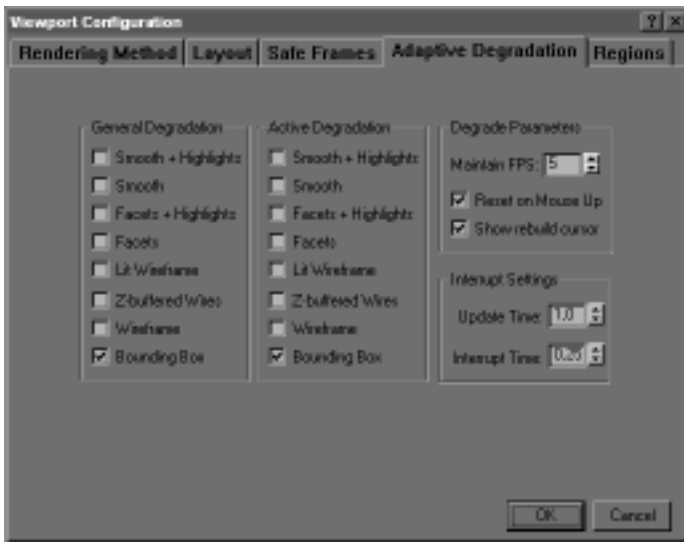 Viewport Configuration
Rendering Method Layout Safe Frames Adaptive Degradation Regions
General Degradation
Smooth + Highlights
Smooth
Facets + Highlights
Facets
Lit Wireframe
Z-buffered Wires
Wireframe
Bounding Box
Active Degradation
Smooth + Highlights
Smooth
Facets + Highlights
Facets
Lit Wireframe
Z-buffered Wires
Wireframe
Bounding Box
Degrade Parameters
Maintain FPS: 5
Reset on Mouse Up
Show rebuild cursor
Interrupt Settings
Update Time: 1.0
Interrupt Time: 0.25
OK Cancel